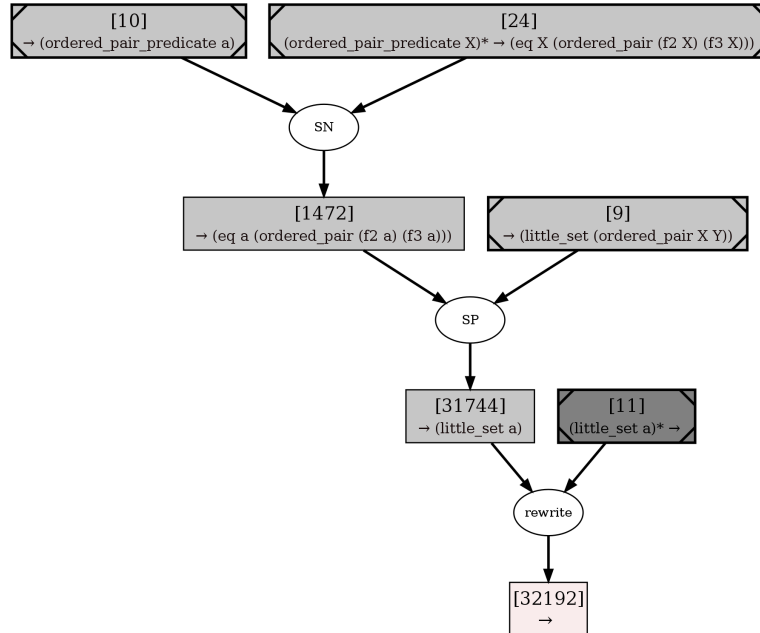 [10]
→ (ordered_pair_predicate a)
[24]
(ordered_pair_predicate X)* → (eq X (ordered_pair (f2 X) (f3 X)))
SN
[1472]
→ (eq a (ordered_pair (f2 a) (f3 a)))
[9]
→ (little_set (ordered_pair X Y))
SP
[31744]
→ (little_set a)
[11]
(little_set a)* →
rewrite
[32192]
→